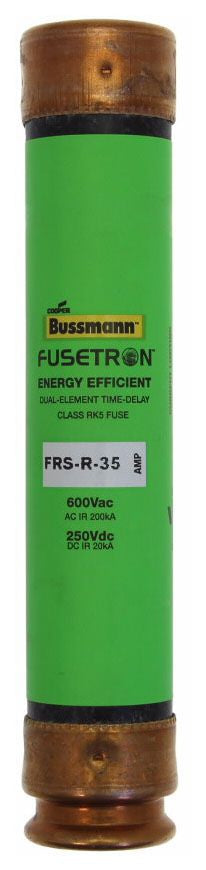 COOPER
Bussmann
FUSETRON™
ENERGY EFFICIENT
DUAL-ELEMENT TIME-DELAY
CLASS RK5 FUSE
FRS-R-35 AMP
600Vac
AC IR 200kA
250Vdc
DC IR 20kA